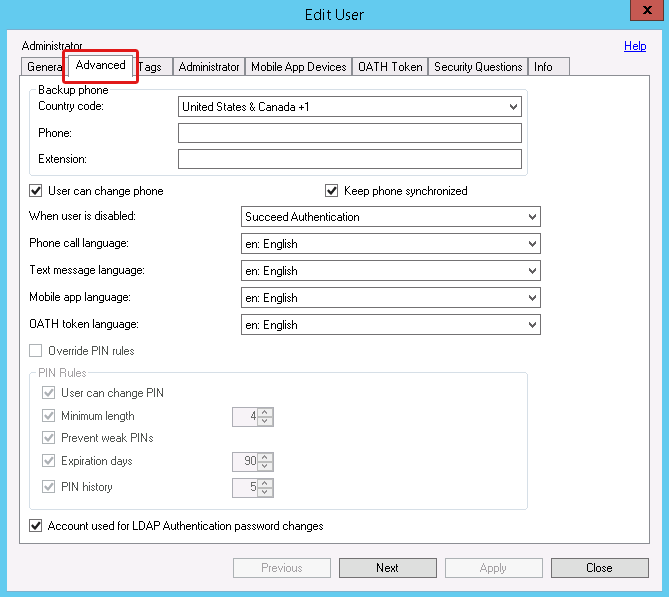 Edit User
x
Administrator
Help
General Advanced Tags Administrator Mobile App Devices OATH Token Security Questions Info
Backup phone
Country code: United States & Canada +1
Phone:
Extension:
User can change phone Keep phone synchronized
When user is disabled: Succeed Authentication
Phone call language: en: English
Text message language: en: English
Mobile app language: en: English
OATH token language: en: English
Override PIN rules
PIN Rules
User can change PIN
Minimum length 4
Prevent weak PINs
Expiration days 90
PIN history 5
Account used for LDAP Authentication password changes
Previous Next Apply Close